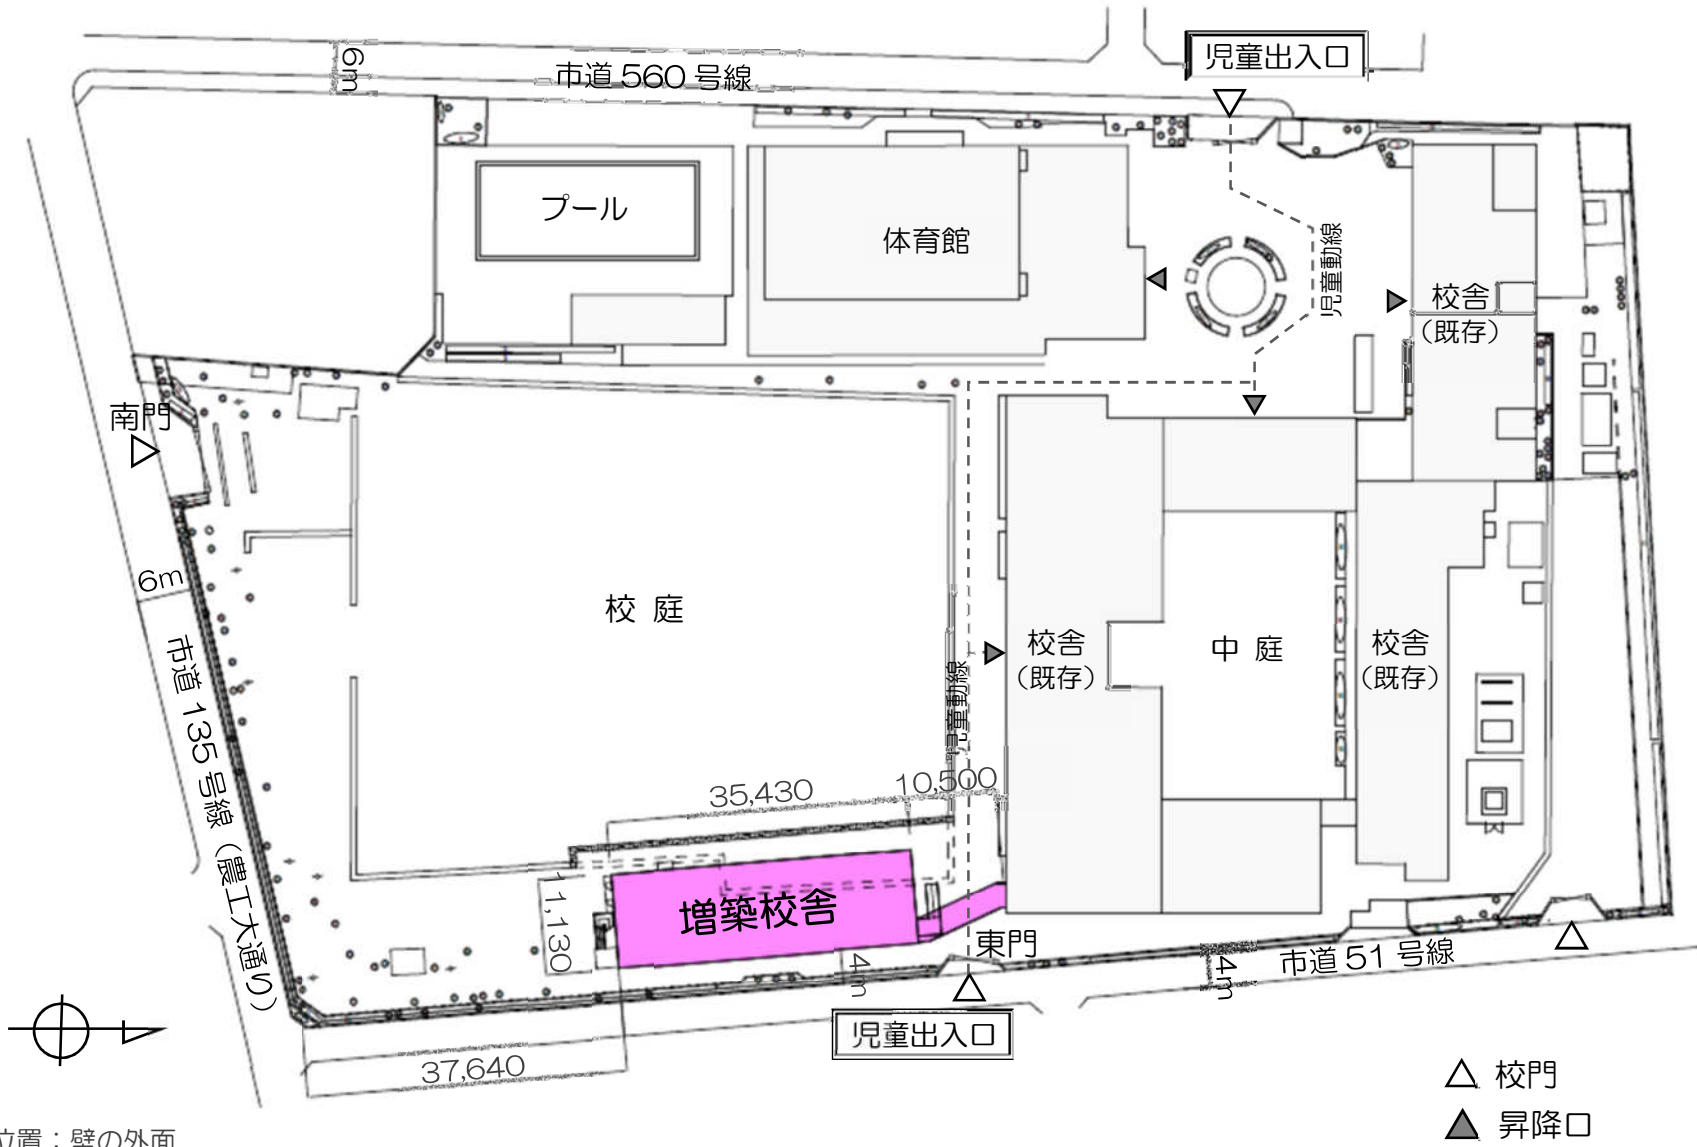 児童出入口
6m
市道 560 号線
プール
体育館
児童動線
校舎
（既存）
南門
6m
市道 135 号線（農工大通り）
校 庭
校舎
（既存）
中 庭
校舎
（既存）
児童動線
35,430
10,500
増築校舎
11,130
4m
東門
市道 51 号線
4m
児童出入口
37,640
校門
昇降口
位置：壁の外面